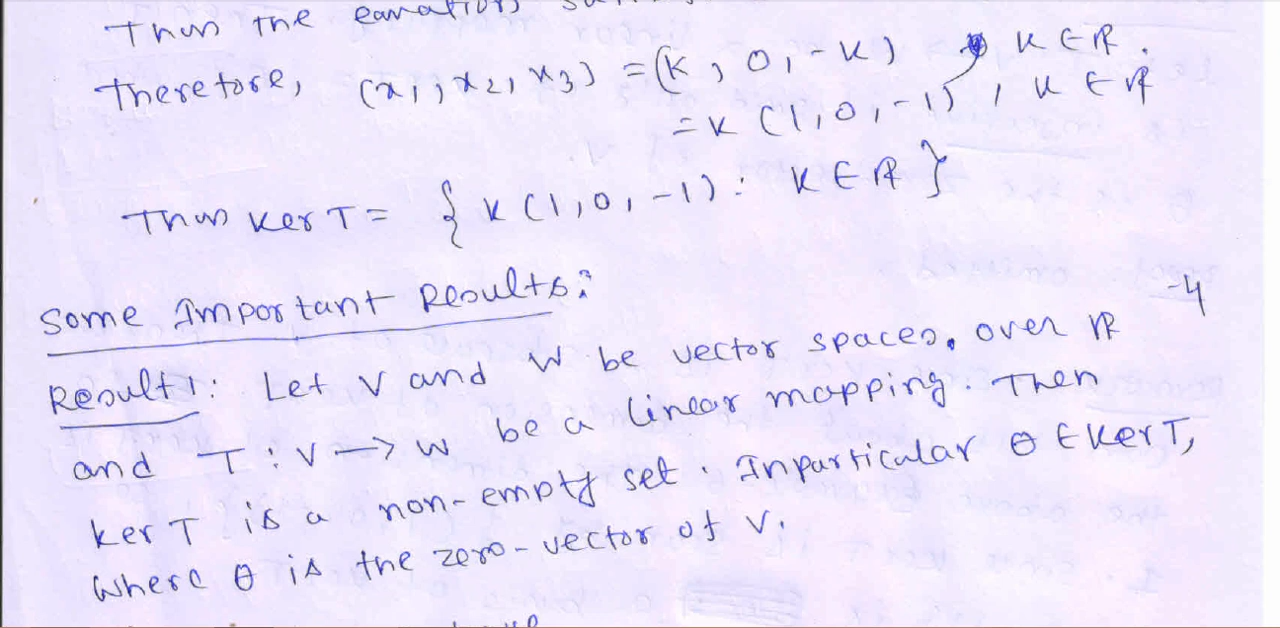 Thus the equations
Therefore, (x1, x2, x3) = (k, 0, -k), k ∈ ℝ.
= k (1, 0, -1), k ∈ ℝ
Thus ker T = { k (1, 0, -1) : k ∈ ℝ }
Some Important Results:
-4
Result 1: Let V and W be vector spaces, over ℝ
and T : V → W be a linear mapping. Then
Ker T is a non-empty set. In particular θ ∈ Ker T,
Where θ is the zero-vector of V.